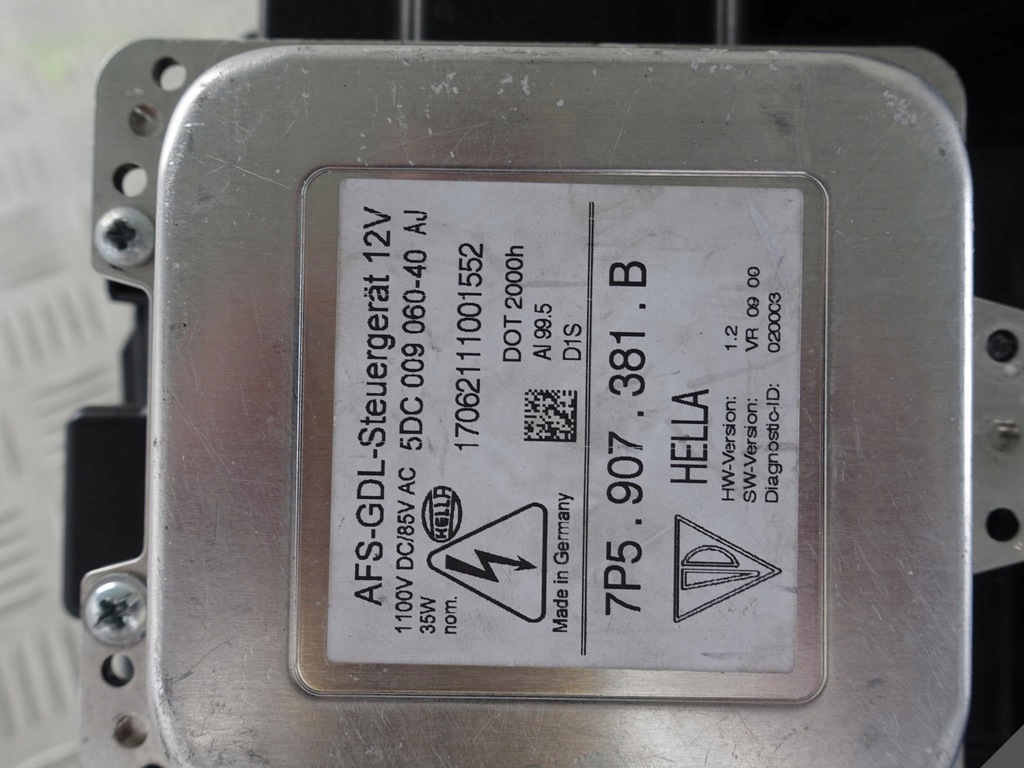 AFS-GDL-Steuergerät 12V
1100V DC/85V AC 5DC 009 060-40 AJ
35W
nom.
HELLA
17062111001552
DOT 2000h
AI 99.5
D1S
Made in Germany
7P5.907.381.B
HELLA
HW-Version: 1.2
SW-Version: VR 09 00
Diagnostic-ID: 020003